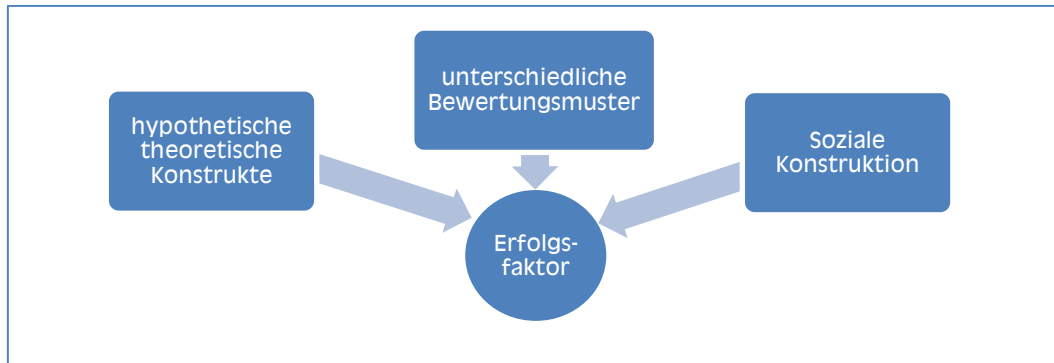 hypothetische
theoretische
Konstrukte
unterschiedliche
Bewertungsmuster
Soziale
Konstruktion
Erfolgs-
faktor